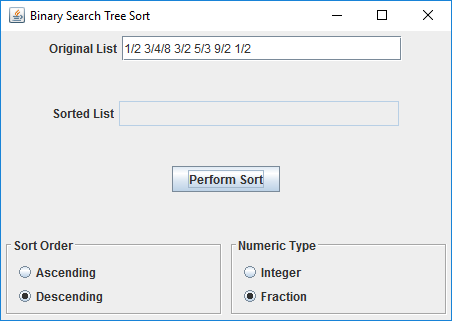 Binary Search Tree Sort
Original List 1/2 3/4/8 3/2 5/3 9/2 1/2
Sorted List
Perform Sort
Sort Order Numeric Type
Ascending Integer
Descending Fraction